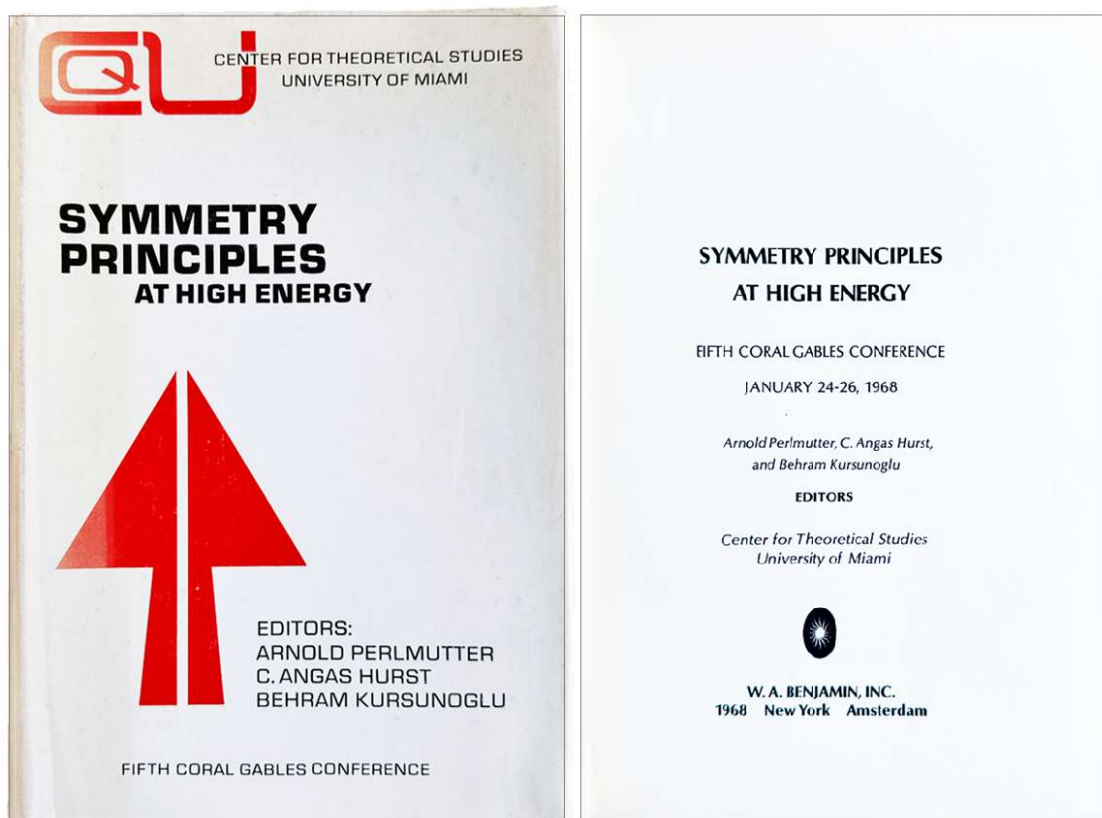 CENTER FOR THEORETICAL STUDIES
UNIVERSITY OF MIAMI
SYMMETRY
PRINCIPLES
AT HIGH ENERGY
EDITORS:
ARNOLD PERLMUTTER
C. ANGAS HURST
BEHRAM KURSUNOGLU
FIFTH CORAL GABLES CONFERENCE
SYMMETRY PRINCIPLES
AT HIGH ENERGY
FIFTH CORAL GABLES CONFERENCE
JANUARY 24-26, 1968
Arnold Perlmutter, C. Angas Hurst,
and Behram Kursunoglu
EDITORS
Center for Theoretical Studies
University of Miami
W. A. BENJAMIN, INC.
1968 New York Amsterdam